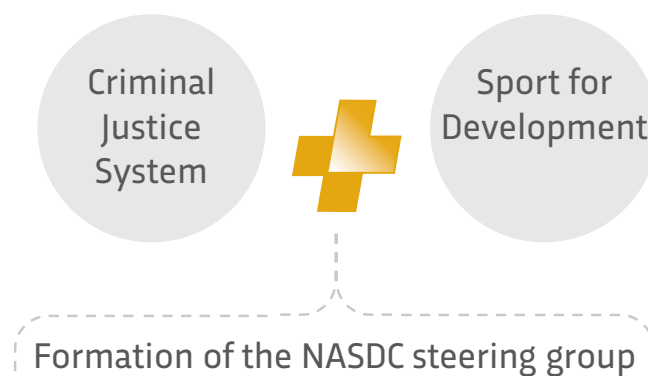 Criminal
Justice
System
Sport for
Development
Formation of the NASDC steering group